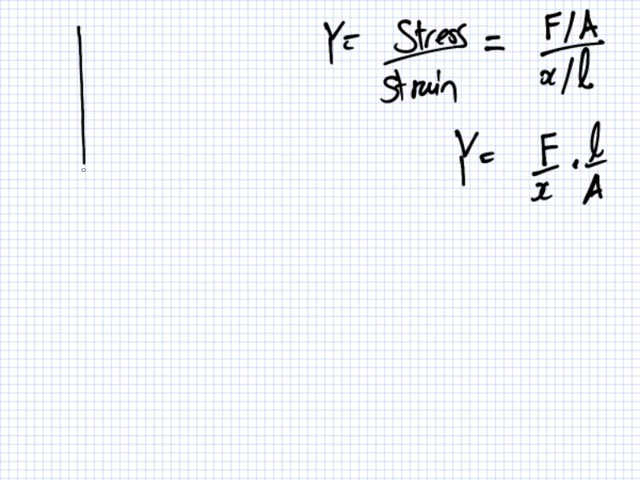 Y = Stress / Strain = F/A / x/l
Y = F/x · l/A